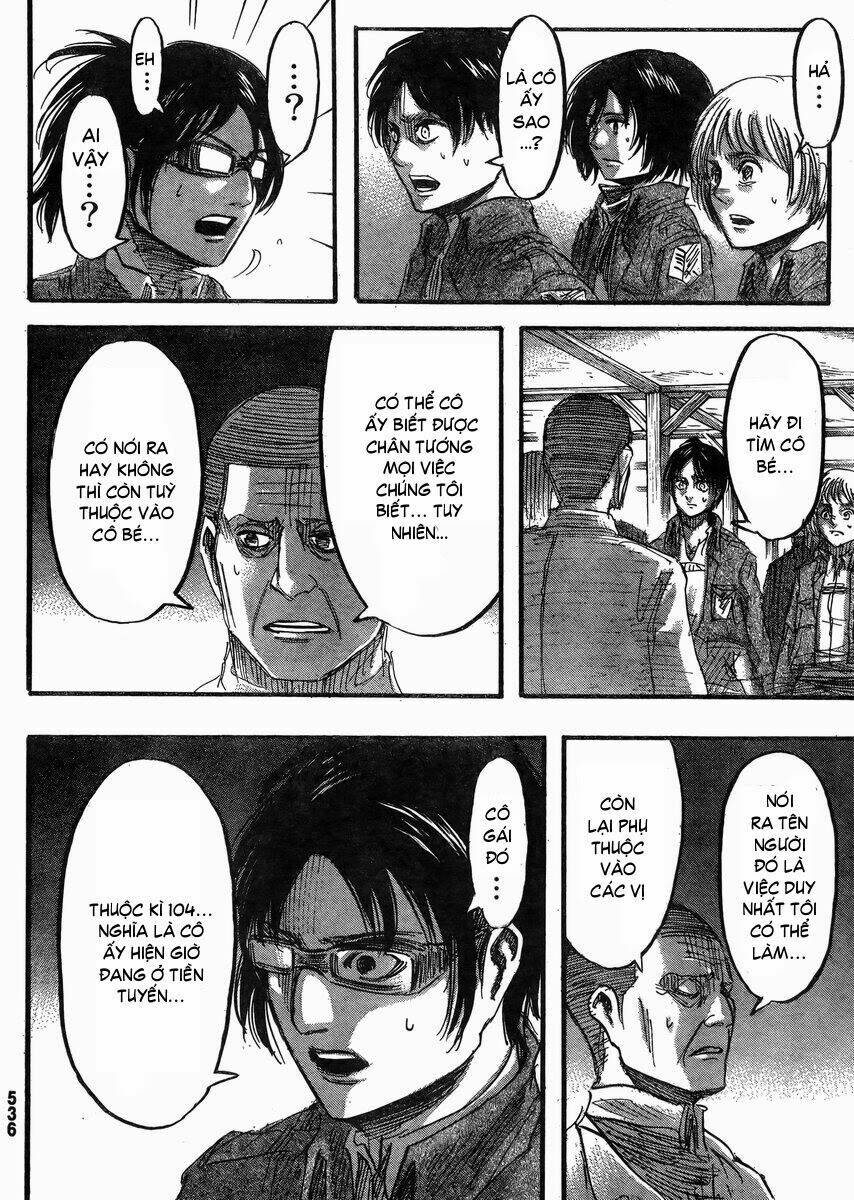 HẢ
...
LÀ CÔ
ẤY
SAO
...?
...?
EH
...
AI
VẬY
...?
HÃY ĐI
TÌM CÔ
BÉ...
CÓ THỂ CÔ
ẤY BIẾT ĐƯỢC
CHÂN TƯỚNG
MỌI VIỆC
CHÚNG TÔI
BIẾT... TUY
NHIÊN...
CÓ NÓI RA
HAY KHÔNG
THÌ CÒN TUỲ
THUỘC VÀO
CÔ BÉ...
NÓI
RA TÊN
NGƯỜI
ĐÓ LÀ
VIỆC DUY
NHẤT TÔI
CÓ THỂ
LÀM...
CÒN
LẠI PHỤ
THUỘC
VÀO
CÁC VỊ
CÔ
GÁI
ĐÓ
...
THUỘC KÌ 104...
NGHĨA LÀ CÔ
ẤY HIỆN GIỜ
ĐANG Ở TIỀN
TUYẾN...
536